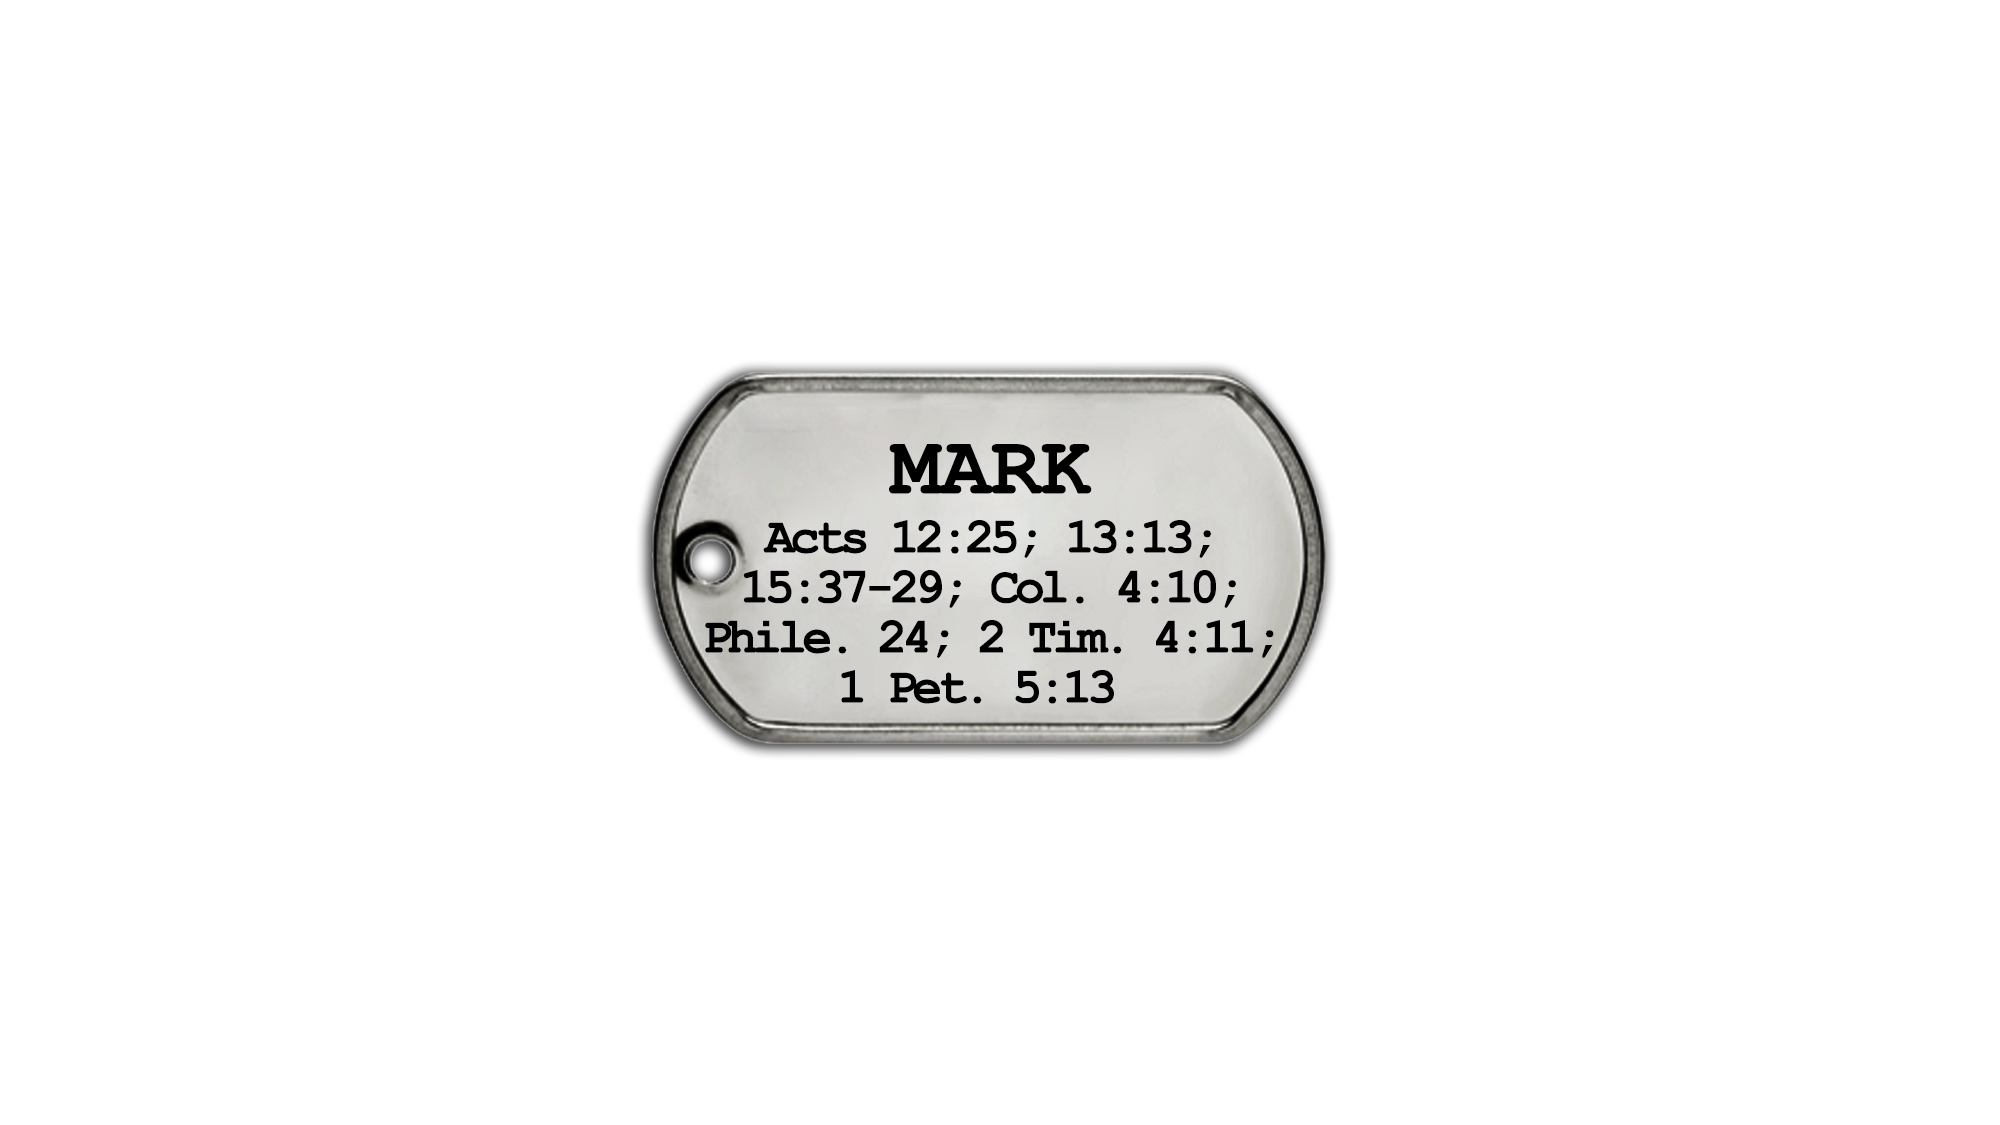 MARK
Acts 12:25; 13:13;
15:37-29; Col. 4:10;
Phile. 24; 2 Tim. 4:11;
1 Pet. 5:13